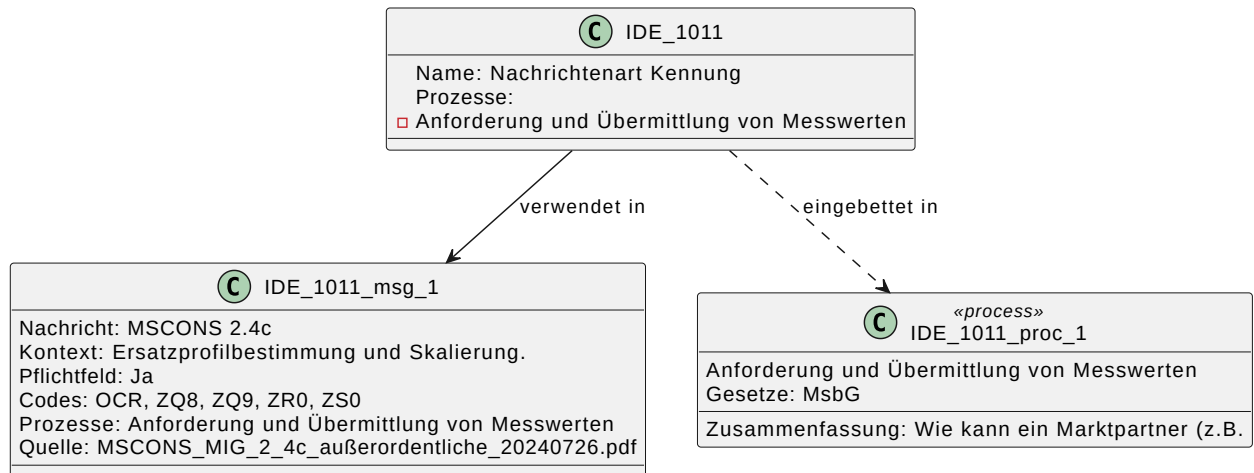 C IDE_1011
Name: Nachrichtenart Kennung
Prozesse:
Anforderung und Übermittlung von Messwerten
verwendet in
eingebettet in
C IDE_1011_msg_1
Nachricht: MSCONS 2.4c
Kontext: Ersatzprofilbestimmung und Skalierung.
Pflichtfeld: Ja
Codes: OCR, ZQ8, ZQ9, ZR0, ZS0
Prozesse: Anforderung und Übermittlung von Messwerten
Quelle: MSCONS_MIG_2_4c_außerordentliche_20240726.pdf
C «process»
IDE_1011_proc_1
Anforderung und Übermittlung von Messwerten
Gesetze: MsbG
Zusammenfassung: Wie kann ein Marktpartner (z.B.